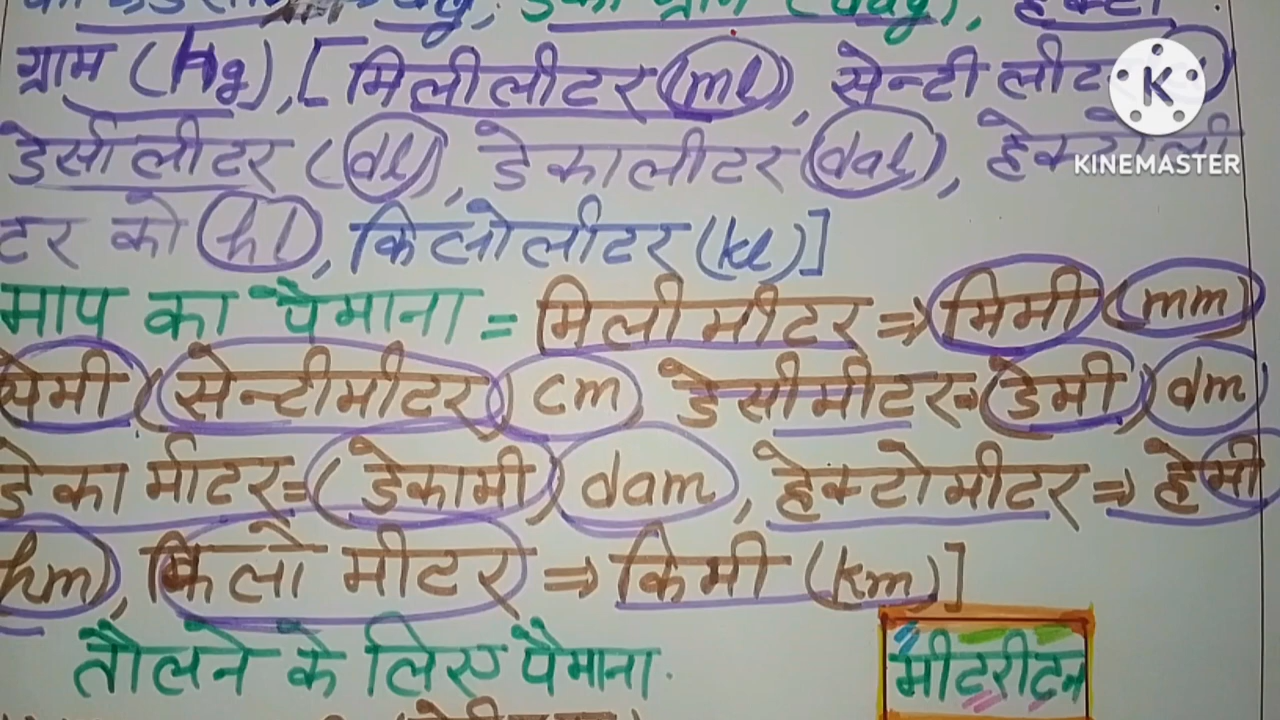 ग्राम (Hg), [मिलीलीटर (ml), सेन्टी लीट
डेसी लीटर (dl), डेकालीटर (dal), हेक्टोली
टर को (hl), किलोलीटर (kl)]
माप का पैमाना = मिलीमीटर ⇒ मिमी (mm)
सेमी (सेन्टीमीटर) cm डेसीमीटर = (डेमी) dm
डेका मीटर = (डेकामी) dam, हेक्टोमीटर ⇒ हेमी
hm), किलो मीटर ⇒ किमी (km)]
तौलने के लिए पैमाना.
मीटरीटन
K
KINEMASTER